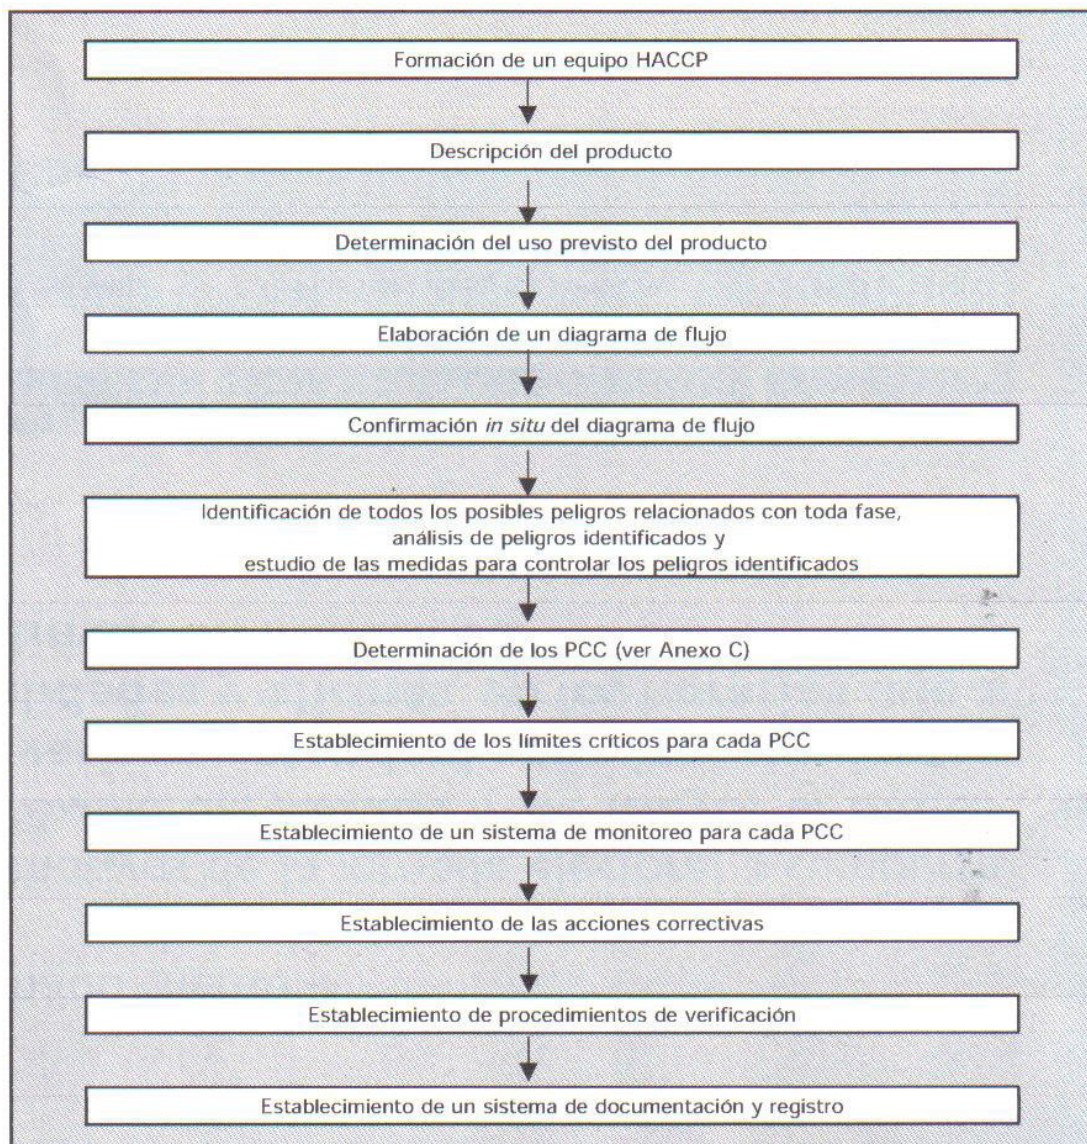 Formación de un equipo HACCP
Descripción del producto
Determinación del uso previsto del producto
Elaboración de un diagrama de flujo
Confirmación in situ del diagrama de flujo
Identificación de todos los posibles peligros relacionados con toda fase,
análisis de peligros identificados y
estudio de las medidas para controlar los peligros identificados
Determinación de los PCC (ver Anexo C)
Establecimiento de los límites críticos para cada PCC
Establecimiento de un sistema de monitoreo para cada PCC
Establecimiento de las acciones correctivas
Establecimiento de procedimientos de verificación
Establecimiento de un sistema de documentación y registro